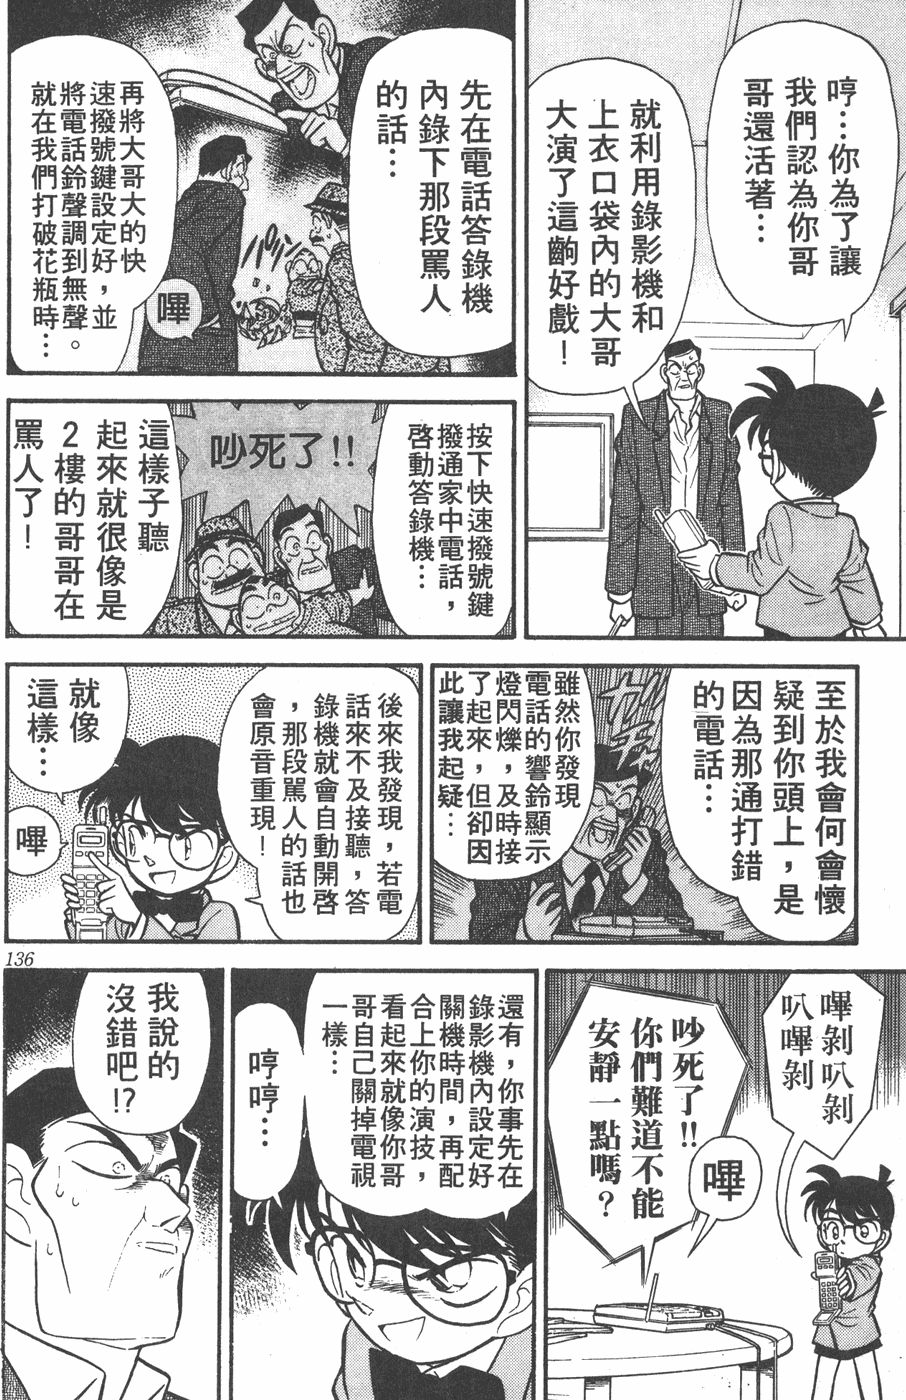 哼…你為了讓
我們認為你哥
哥還活著…
就利用錄影機和
上衣口袋內的大哥
大演了這齣好戲！
先在電話答錄機
內錄下那段罵人
的話…
再將大哥大的快
速撥號鍵設定好，並
將電話鈴聲調到無聲。
就在我們打破花瓶時…
嗶
按下快速撥號鍵
撥通家中電話，
啓動答錄機…
吵死了!!
這樣子聽
起來就很像是
２樓的哥哥在
罵人了！
至於我會何會懷
疑到你頭上，是
因為那通打錯
的電話…
雖然你發現
電話的響鈴顯示
燈閃爍，及時接
了起來，但卻因
此讓我起疑…
後來我發現，若電
話來不及接聽，答
錄機就會自動開啓
，那段罵人的話也
會原音重現！
就像
這樣…
嗶
136
嗶剝叭剝
叭嗶剝
嗶
吵死了!!
你們難道不能
安靜一點嗎？
還有，你事先在
錄影機內設定好
關機時間，再配
合上你的演技，
看起來就像你哥
哥自己關掉電視
一樣…
哼哼…
我說的
沒錯吧!?